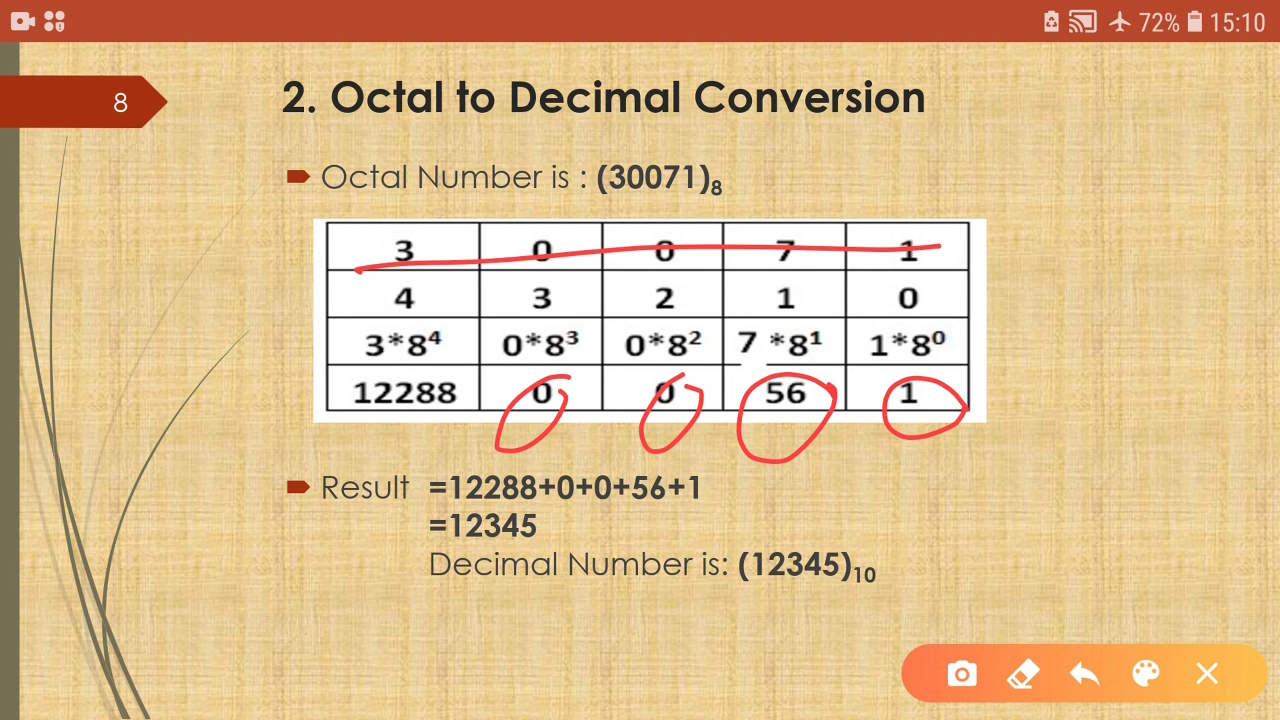 72% 15:10
8
2. Octal to Decimal Conversion
Octal Number is : (30071)₈
3 0 0 7 1
4 3 2 1 0
3*8⁴ 0*8³ 0*8² 7 *8¹ 1*8⁰
12288 0 0 56 1
Result =12288+0+0+56+1
=12345
Decimal Number is: (12345)₁₀